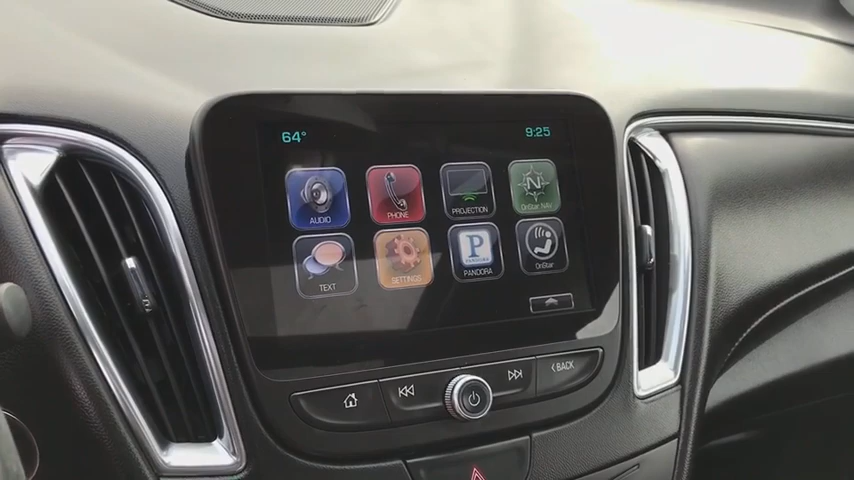 64° 9:25
AUDIO PHONE PROJECTION OnStar NAV
TEXT SETTINGS P PANDORA PANDORA OnStar
BACK